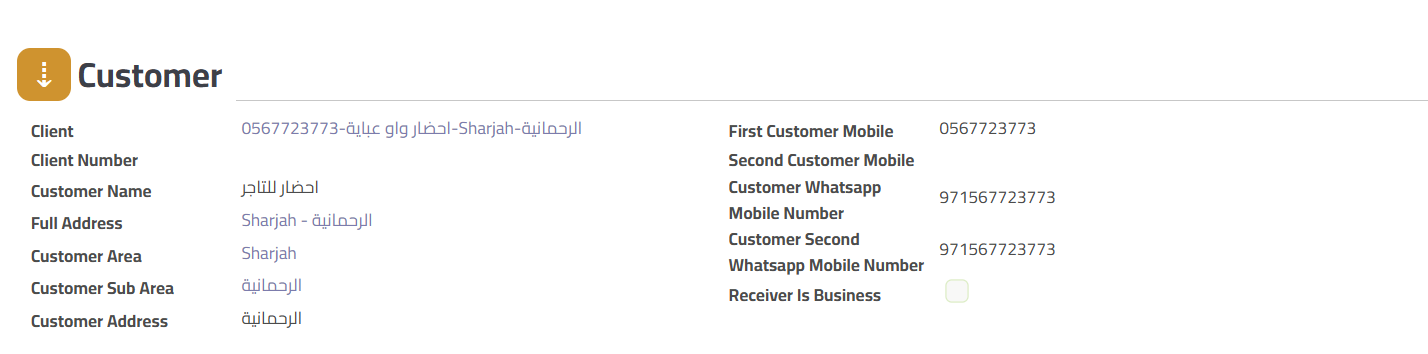 Customer
Client
0567723773-احضار واو عباية-Sharjah-الرحمانية
Client Number
Customer Name
احضار للتاجر
Full Address
Sharjah - الرحمانية
Customer Area
Sharjah
Customer Sub Area
الرحمانية
Customer Address
الرحمانية
First Customer Mobile
0567723773
Second Customer Mobile
Customer Whatsapp
Mobile Number
971567723773
Customer Second
Whatsapp Mobile Number
971567723773
Receiver Is Business